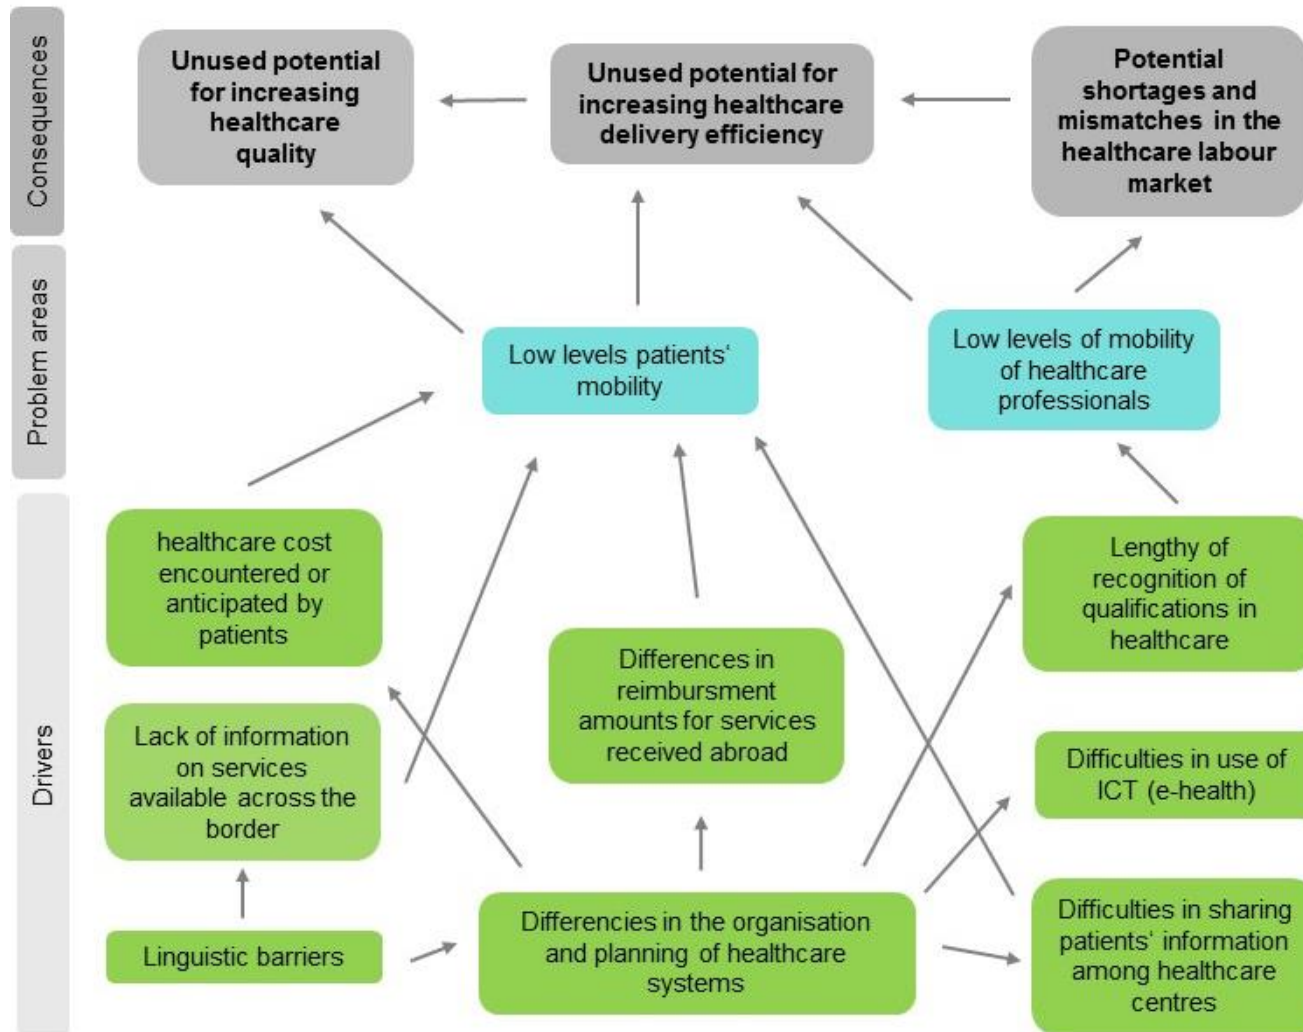 Consequences
Unused potential
for increasing
healthcare
quality
Unused potential for
increasing healthcare
delivery efficiency
Potential
shortages and
mismatches in the
healthcare labour
market
Problem areas
Low levels patients‘
mobility
Low levels of mobility
of healthcare
professionals
Drivers
healthcare cost
encountered or
anticipated by
patients
Lengthy of
recognition of
qualifications in
healthcare
Differences in
reimbursment
amounts for services
received abroad
Lack of information
on services
available across the
border
Difficulties in use of
ICT (e-health)
Linguistic barriers
Differencies in the organisation
and planning of healthcare
systems
Difficulties in sharing
patients‘ information
among healthcare
centres